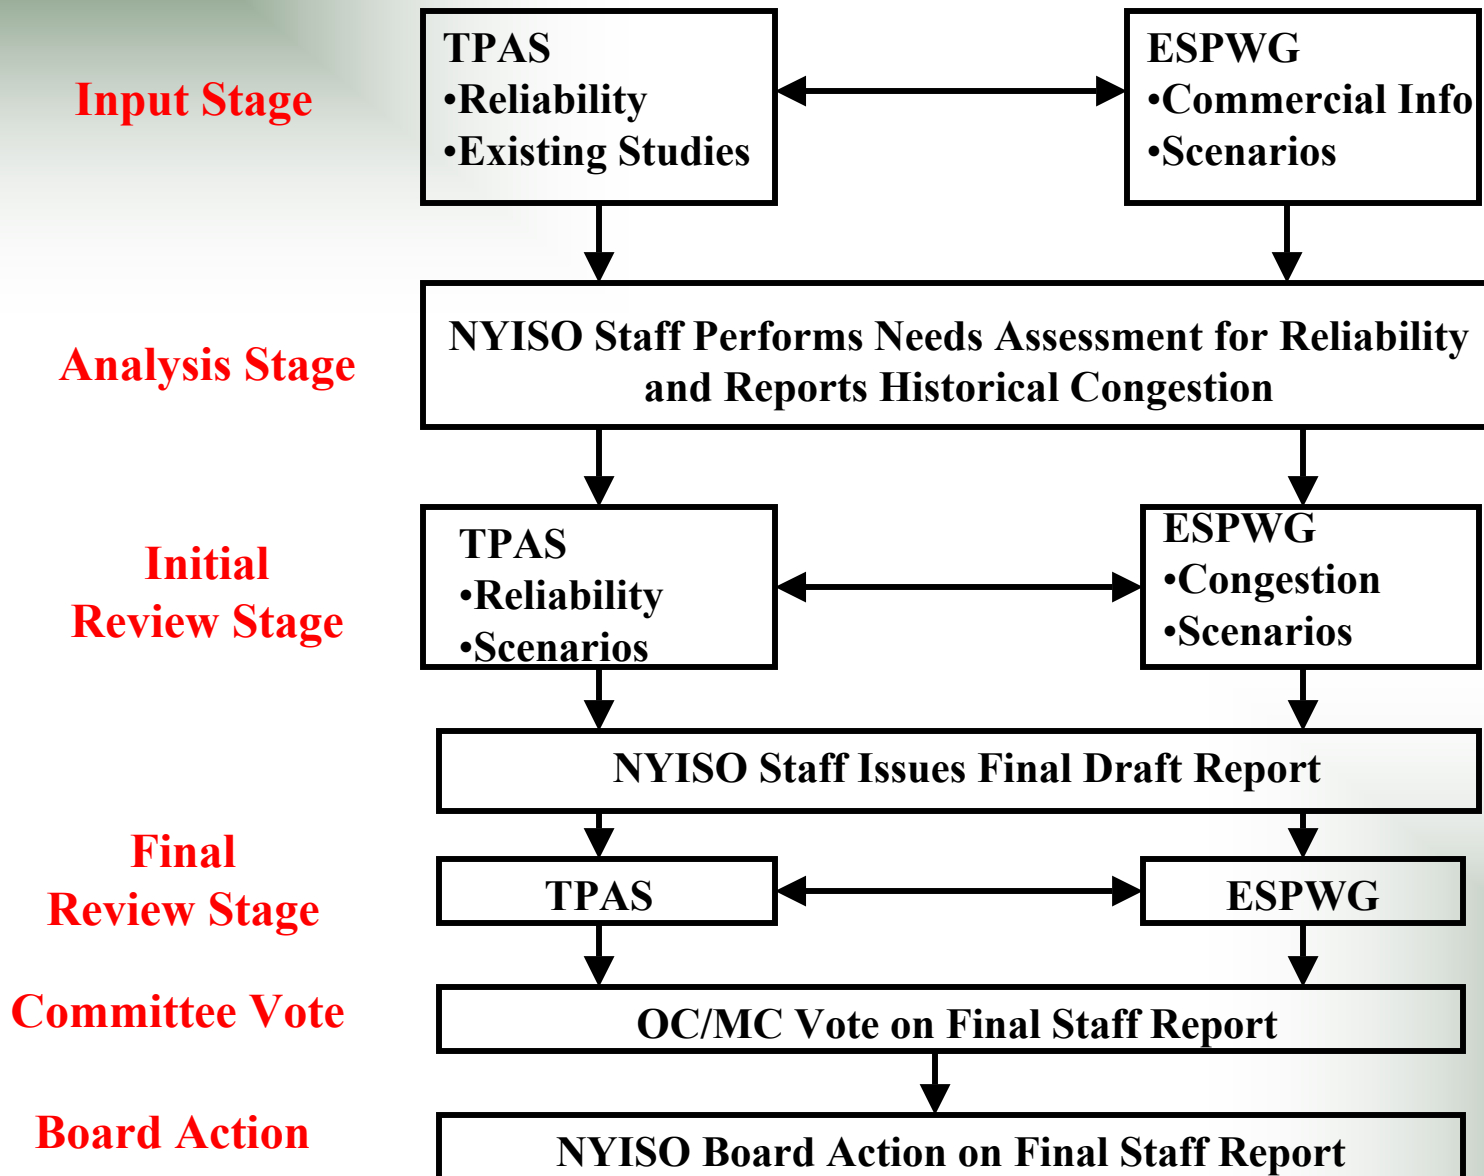 Input Stage
TPAS
•Reliability
•Existing Studies
ESPWG
•Commercial Info
•Scenarios
Analysis Stage
NYISO Staff Performs Needs Assessment for Reliability
and Reports Historical Congestion
Initial
Review Stage
TPAS
•Reliability
•Scenarios
ESPWG
•Congestion
•Scenarios
NYISO Staff Issues Final Draft Report
Final
Review Stage
TPAS
ESPWG
Committee Vote
OC/MC Vote on Final Staff Report
Board Action
NYISO Board Action on Final Staff Report